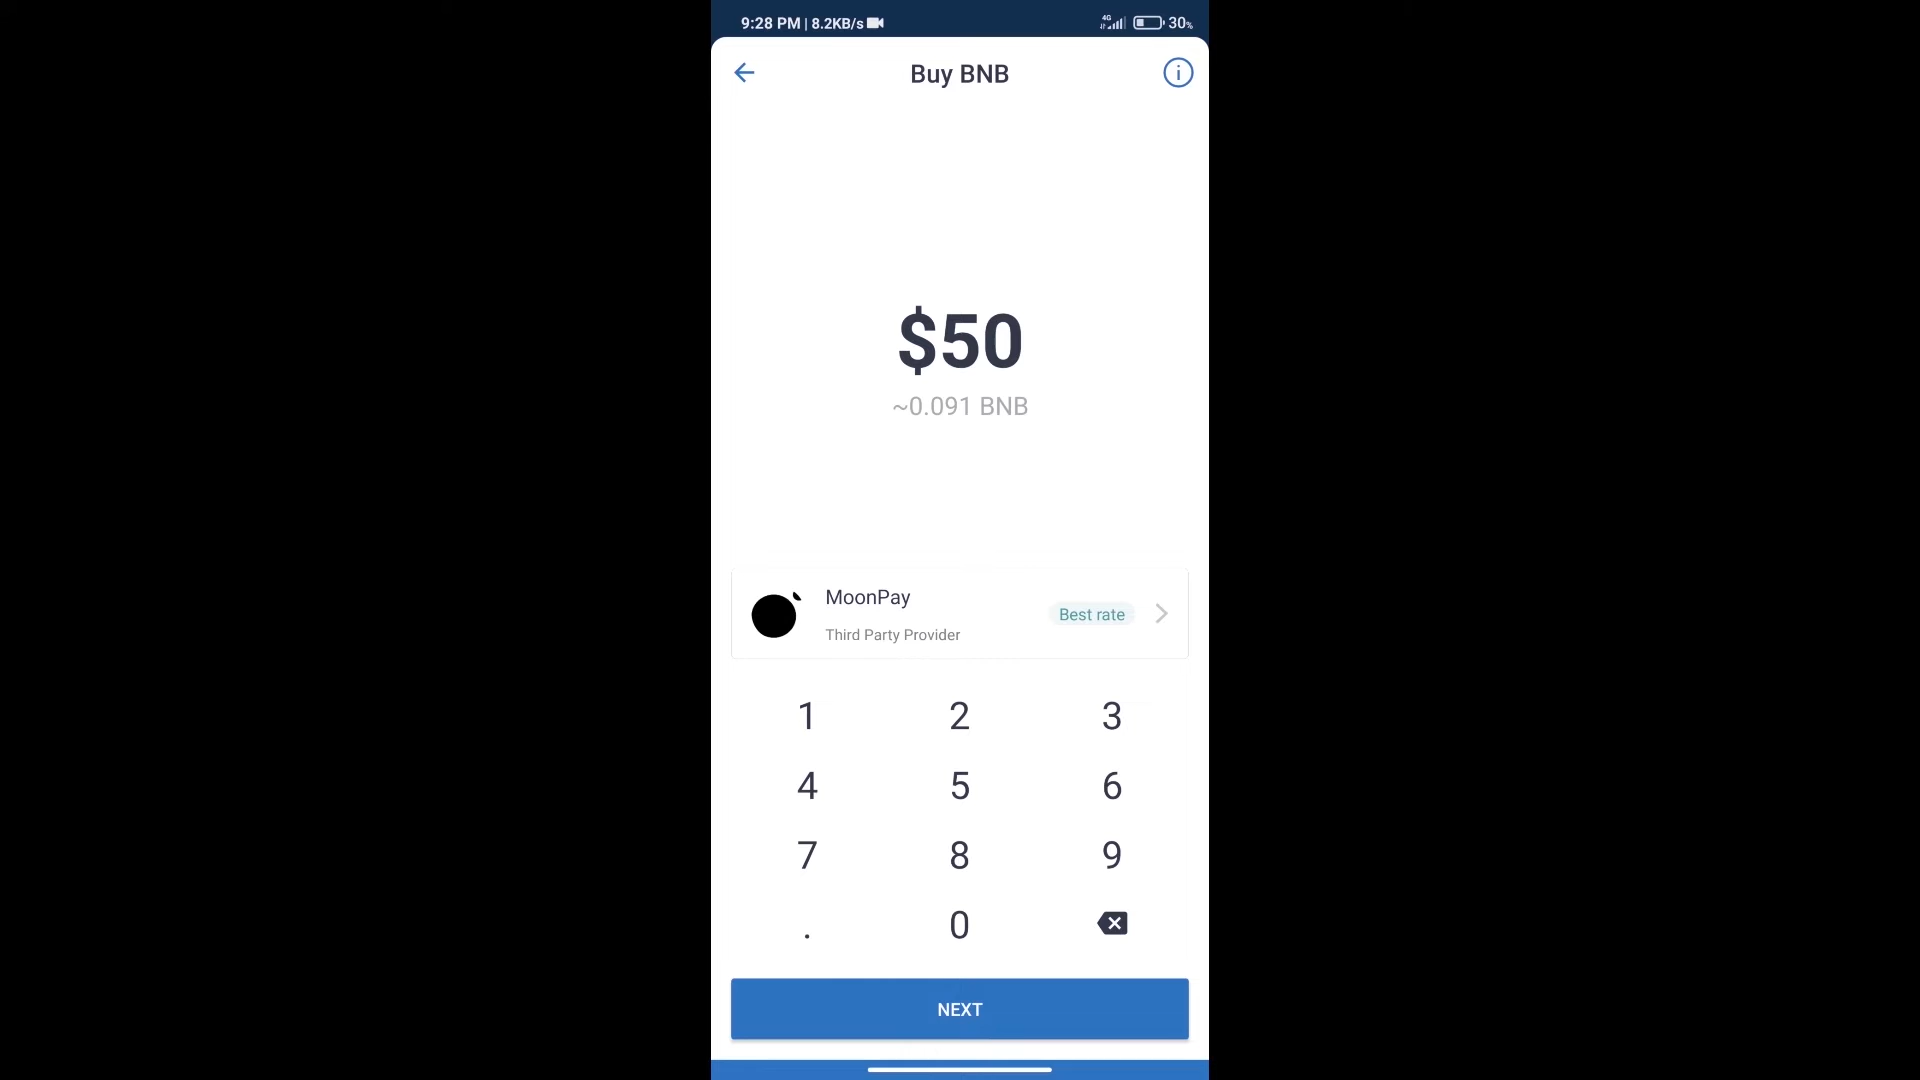 9:28 PM | 8.2KB/s 4G 30%
Buy BNB
$50
~0.091 BNB
MoonPay
Third Party Provider
Best rate
1 2 3
4 5 6
7 8 9
. 0
NEXT